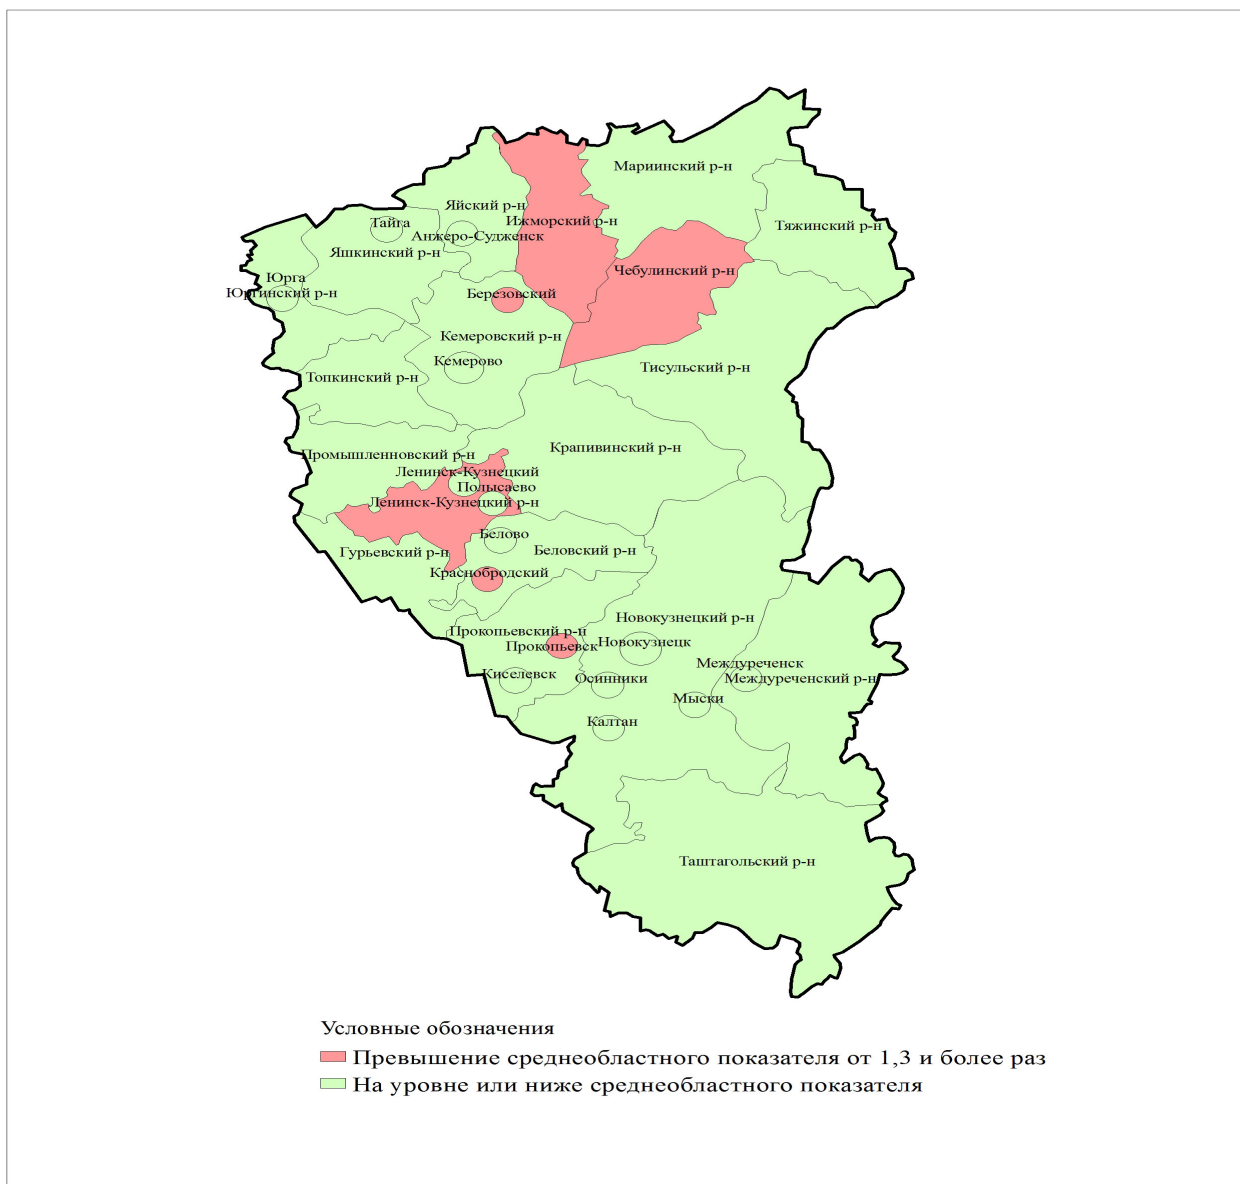 Мариинский р-н
Яйский р-н
Ижморский р-н
Тяжинский р-н
Тайга
Анжеро-Судженск
Яшкинский р-н
Чебулинский р-н
Юрга
Юргинский р-н
Березовский
Кемеровский р-н
Кемерово
Тисульский р-н
Топкинский р-н
Крапивинский р-н
Промышленновский р-н
Ленинск-Кузнецкий
Полысаево
Ленинск-Кузнецкий р-н
Белово
Гурьевский р-н
Беловский р-н
Краснобродский
Новокузнецкий р-н
Прокопьевский р-н
Прокопьевск
Новокузнецк
Междуреченск
Киселевск
Осинники
Междуреченский р-н
Мыски
Калтан
Таштагольский р-н
Условные обозначения
Превышение среднеобластного показателя от 1,3 и более раз
На уровне или ниже среднеобластного показателя